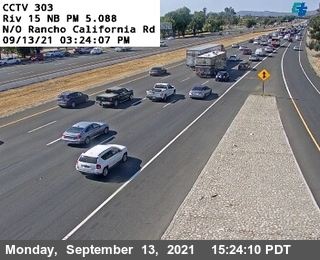 CCTV 303
Riv 15 NB PM 5.088
N/O Rancho California Rd
09/13/21 03:24:07 PM
Monday, September 13, 2021 15:24:10 PDT